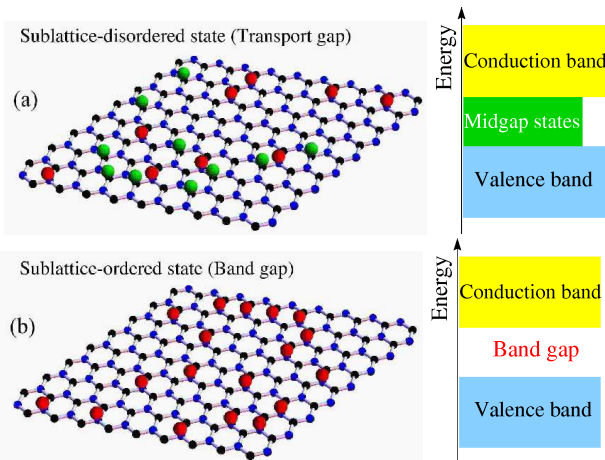 Sublattice-disordered state (Transport gap)
(a)
Energy
Conduction band
Midgap states
Valence band
Sublattice-ordered state (Band gap)
(b)
Energy
Conduction band
Band gap
Valence band